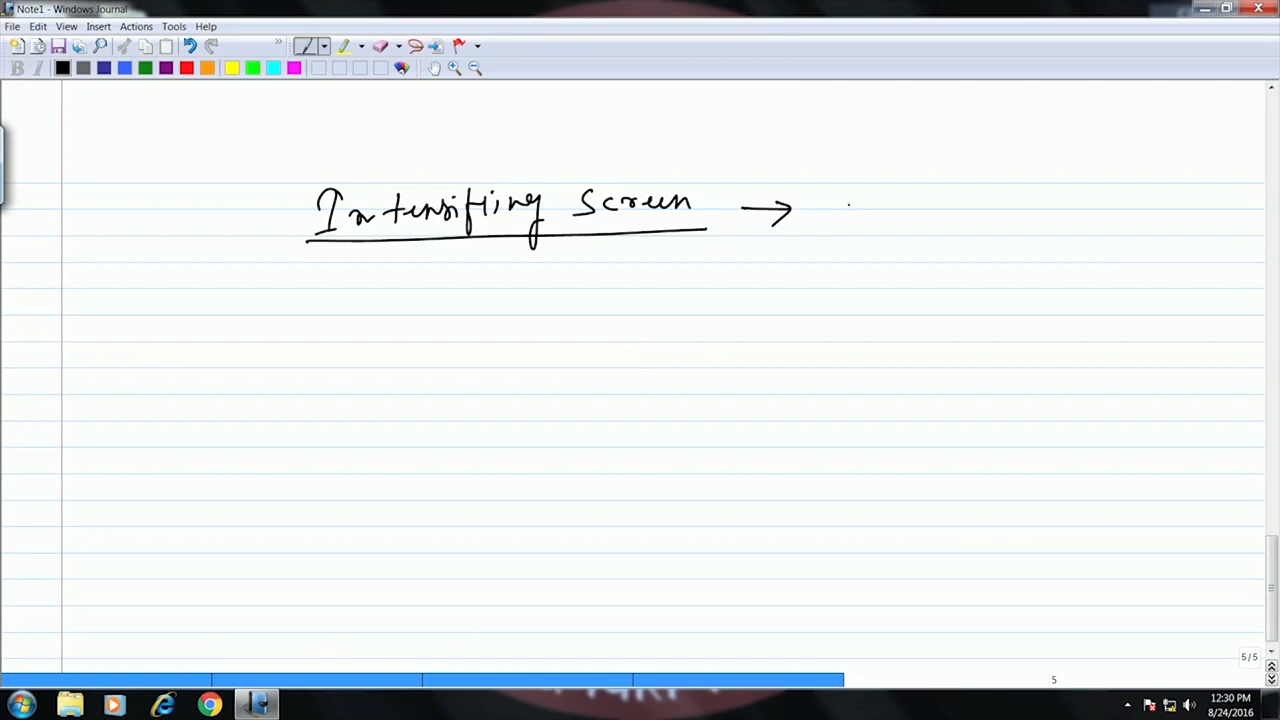 Note1 - Windows Journal
File Edit View Insert Actions Tools Help
B I
Intensifiing Screen →
5/5
5
12:30 PM
8/24/2016